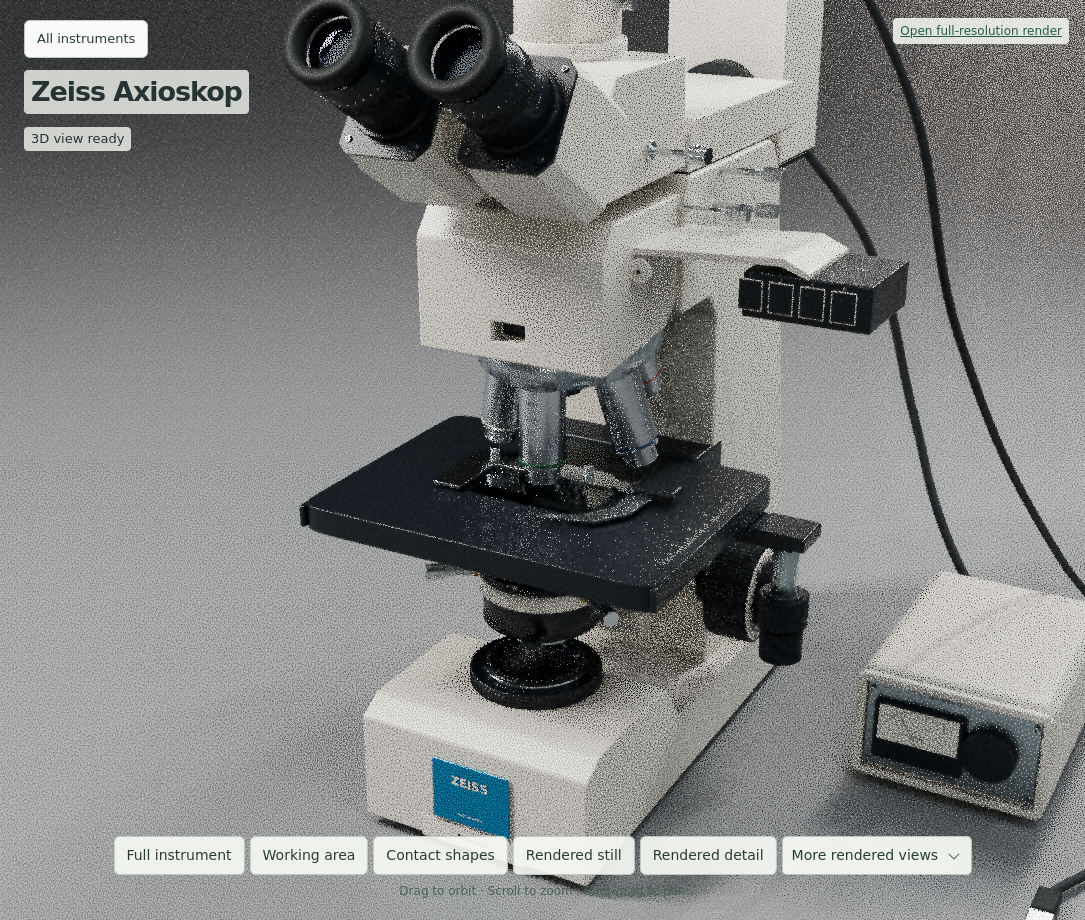 All instruments
Open full-resolution render
Zeiss Axioskop
3D view ready
ZEISS
Full instrument
Working area
Contact shapes
Rendered still
Rendered detail
More rendered views
Drag to orbit · Scroll to zoom